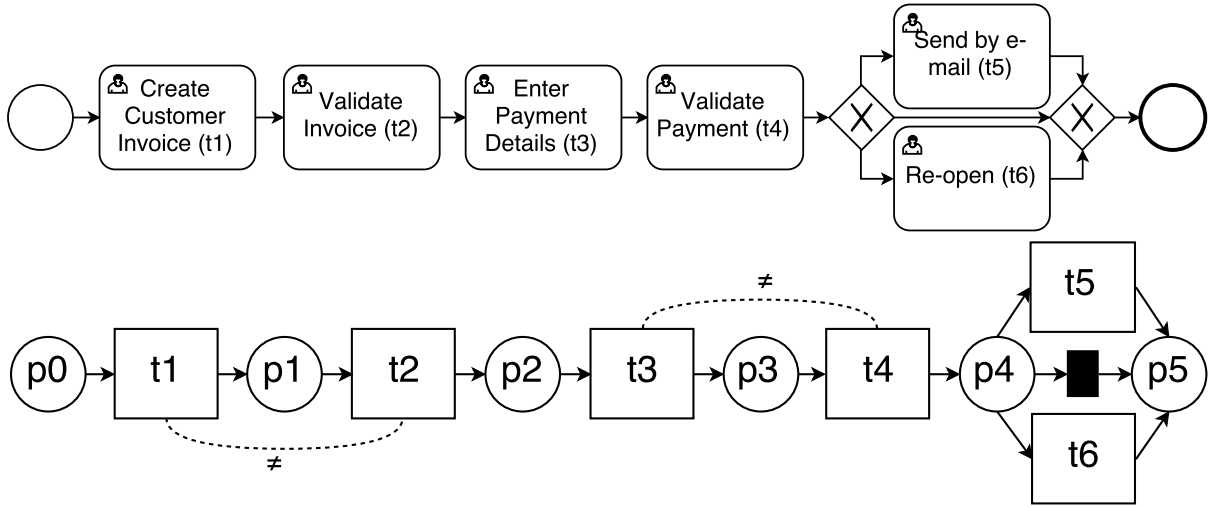 Create
Customer
Invoice (t1)
Validate
Invoice (t2)
Enter
Payment
Details (t3)
Validate
Payment (t4)
X
Send by e-
mail (t5)
Re-open (t6)
X
≠
t5
p0
t1
p1
t2
p2
t3
p3
t4
p4
p5
t6
≠